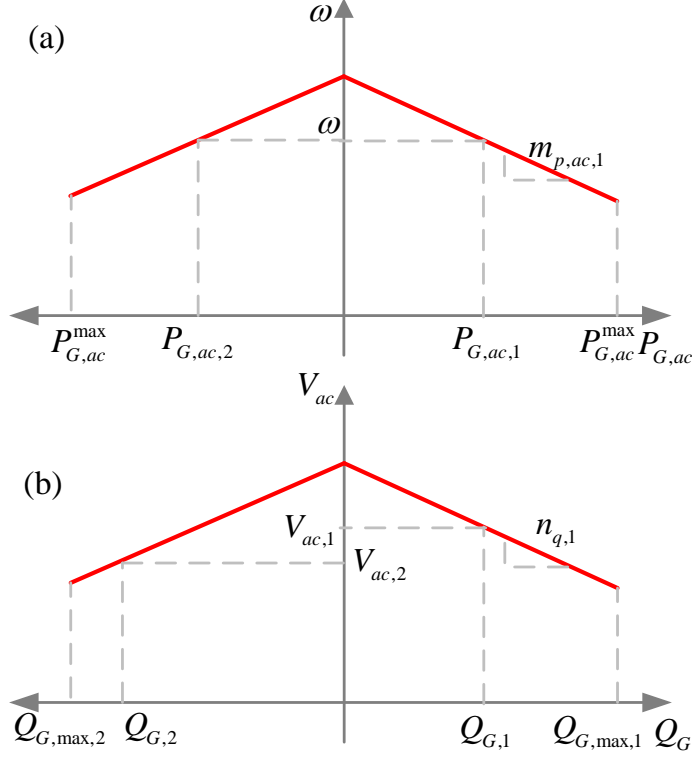 (a)
ω
ω
m_{p,ac,1}
P_{G,ac}^{max} P_{G,ac,2} P_{G,ac,1} P_{G,ac}^{max} P_{G,ac}
V_{ac}
(b)
V_{ac,1} n_{q,1}
V_{ac,2}
Q_{G,max,2} Q_{G,2} Q_{G,1} Q_{G,max,1} Q_G